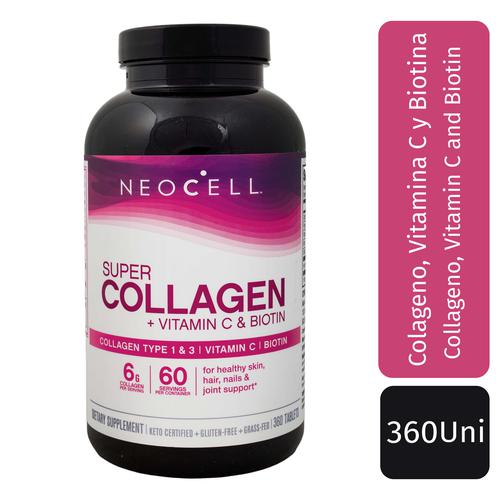 NEOCELL
SUPER
COLLAGEN
+ VITAMIN C & BIOTIN
COLLAGEN TYPE 1 & 3 | VITAMIN C | BIOTIN
6G
COLLAGEN
PER SERVING
60
SERVINGS
PER CONTAINER
for healthy skin,
hair, nails &
joint support*
DIETARY SUPPLEMENT | KETO CERTIFIED + GLUTEN-FREE + GRASS-FED | 360 TABLETS
Colageno, Vitamina C y Biotina
Collageno, Vitamin C and Biotin
360Uni